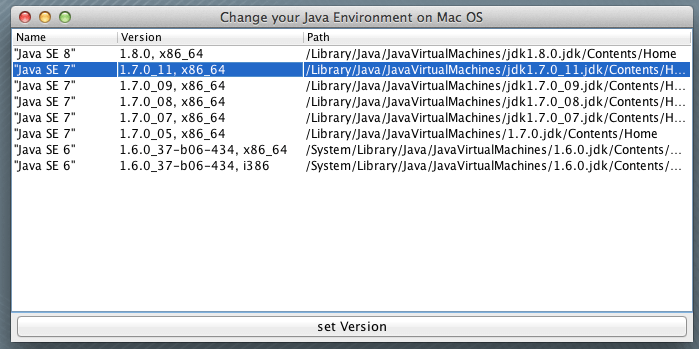 Change your Java Environment on Mac OS
Name Version Path
"Java SE 8" 1.8.0, x86_64 /Library/Java/JavaVirtualMachines/jdk1.8.0.jdk/Contents/Home
"Java SE 7" 1.7.0_11, x86_64 /Library/Java/JavaVirtualMachines/jdk1.7.0_11.jdk/Contents/H...
"Java SE 7" 1.7.0_09, x86_64 /Library/Java/JavaVirtualMachines/jdk1.7.0_09.jdk/Contents/H...
"Java SE 7" 1.7.0_08, x86_64 /Library/Java/JavaVirtualMachines/jdk1.7.0_08.jdk/Contents/H...
"Java SE 7" 1.7.0_07, x86_64 /Library/Java/JavaVirtualMachines/jdk1.7.0_07.jdk/Contents/H...
"Java SE 7" 1.7.0_05, x86_64 /Library/Java/JavaVirtualMachines/1.7.0.jdk/Contents/Home
"Java SE 6" 1.6.0_37-b06-434, x86_64 /System/Library/Java/JavaVirtualMachines/1.6.0.jdk/Contents/...
"Java SE 6" 1.6.0_37-b06-434, i386 /System/Library/Java/JavaVirtualMachines/1.6.0.jdk/Contents/...
set Version